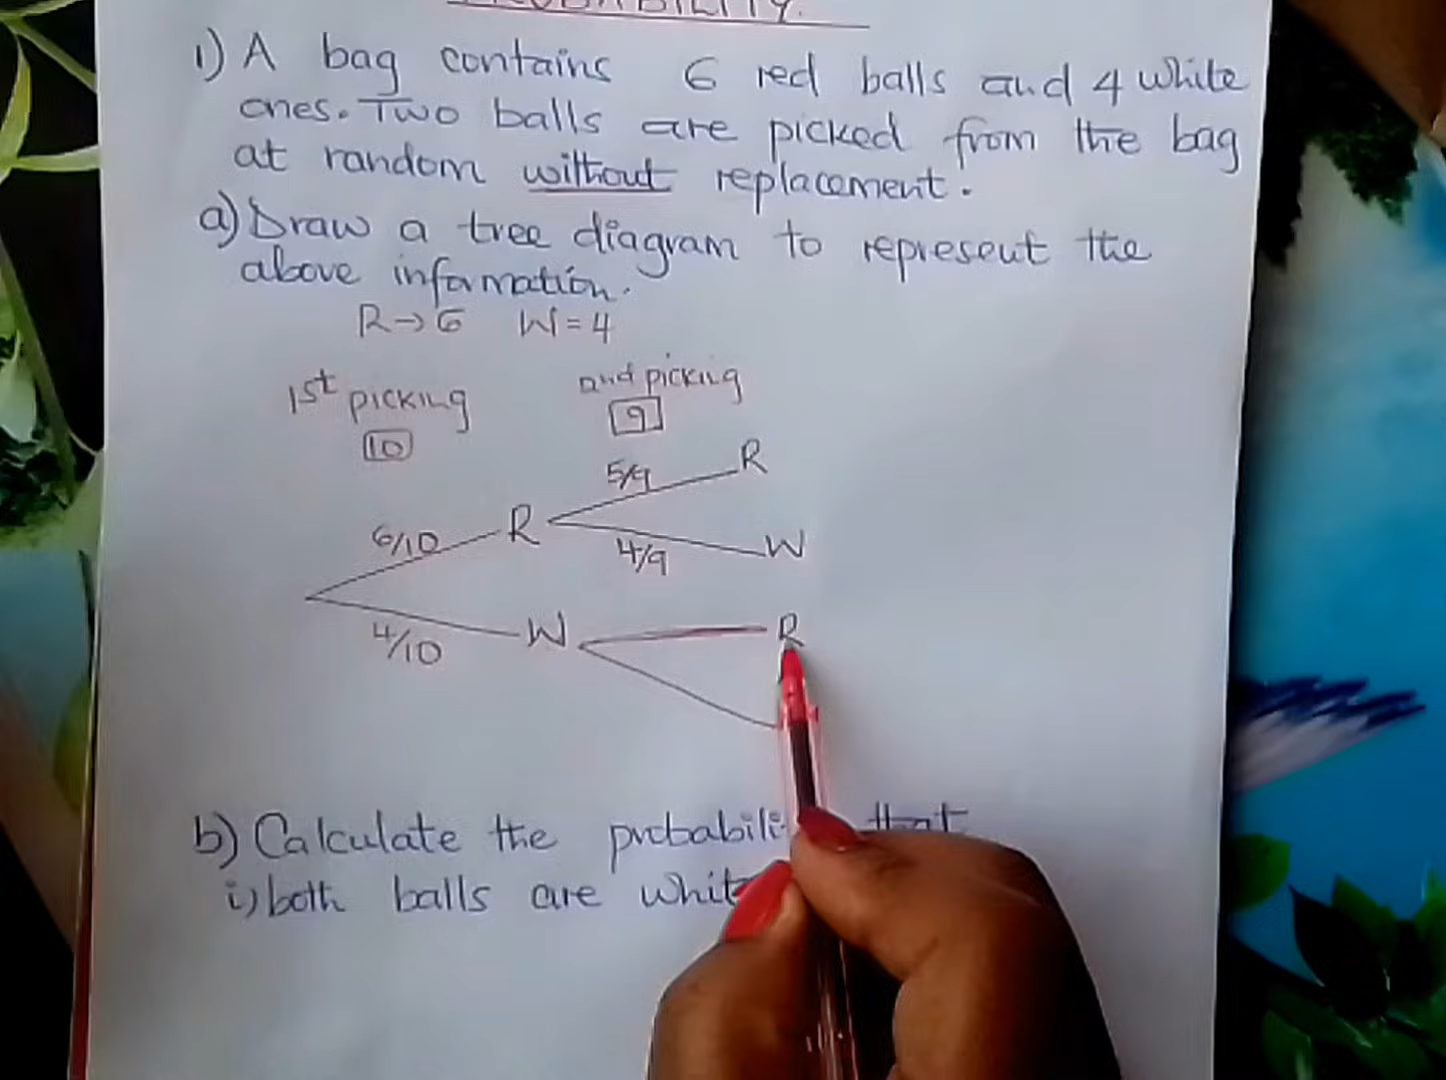 PROBABILITY.
1) A bag contains 6 red balls and 4 white
ones. Two balls are picked from the bag
at random without replacement.
a) Draw a tree diagram to represent the
above information.
R→6 W=4
1st picking 2nd picking
10 9
5/9 R
6/10 R
4/9 W
4/10 W R
b) Calculate the probabili that
i) both balls are whit